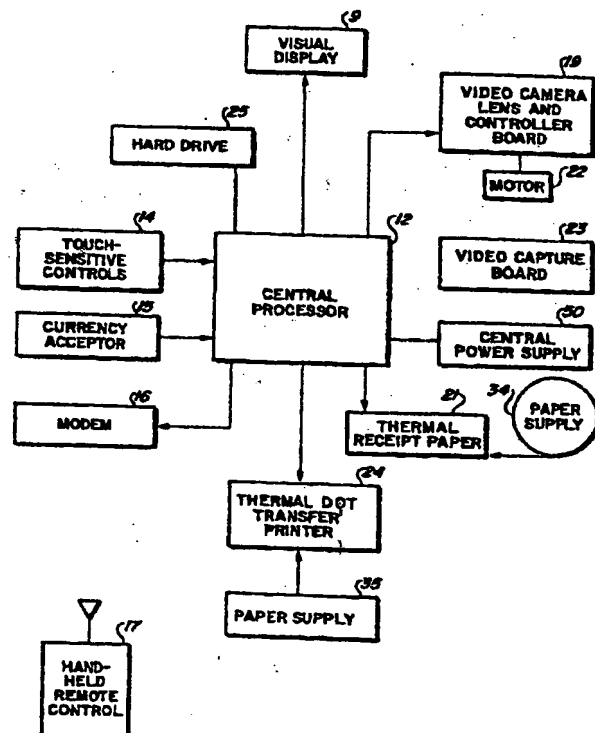 9
VISUAL
DISPLAY
19
VIDEO CAMERA
LENS AND
CONTROLLER
BOARD
25
HARD DRIVE
MOTOR
22
14
TOUCH-
SENSITIVE
CONTROLS
12
CENTRAL
PROCESSOR
23
VIDEO CAPTURE
BOARD
15
CURRENCY
ACCEPTOR
50
CENTRAL
POWER SUPPLY
16
MODEM
21
THERMAL
RECEIPT PAPER
34
PAPER
SUPPLY
24
THERMAL DOT
TRANSFER
PRINTER
35
PAPER SUPPLY
17
HAND-
HELD
REMOTE
CONTROL